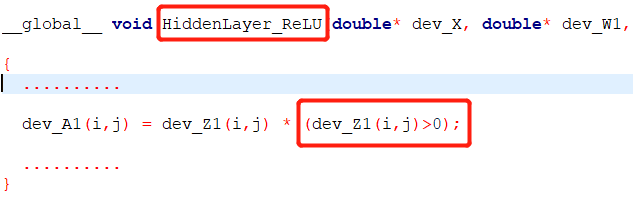 __global__ void HiddenLayer_ReLU double* dev_X, double* dev_W1,
{
..........
dev_A1(i,j) = dev_Z1(i,j) * (dev_Z1(i,j)>0);
..........
}